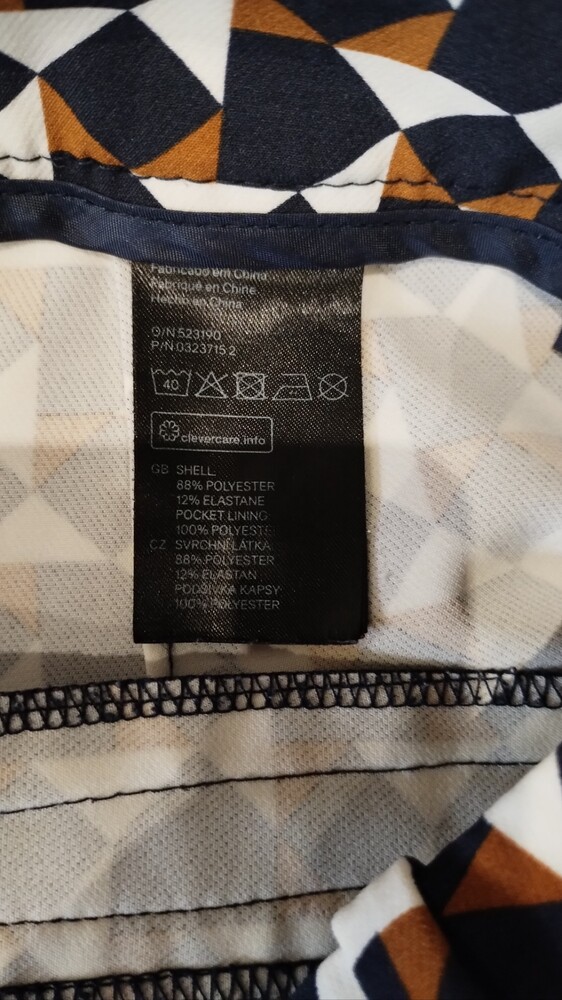 Fabricado em China
Fabriqué en Chine
Hecho en China
O/N 523190
P/N 0323715 2
40
clevercare.info
GB SHELL
88% POLYESTER
12% ELASTANE
POCKET LINING
100% POLYESTE
CZ SVRCHNÍ LÁTKA
88% POLYESTER
12% ELASTAN
PODŠÍVKA KAPSY
100% POLYESTER